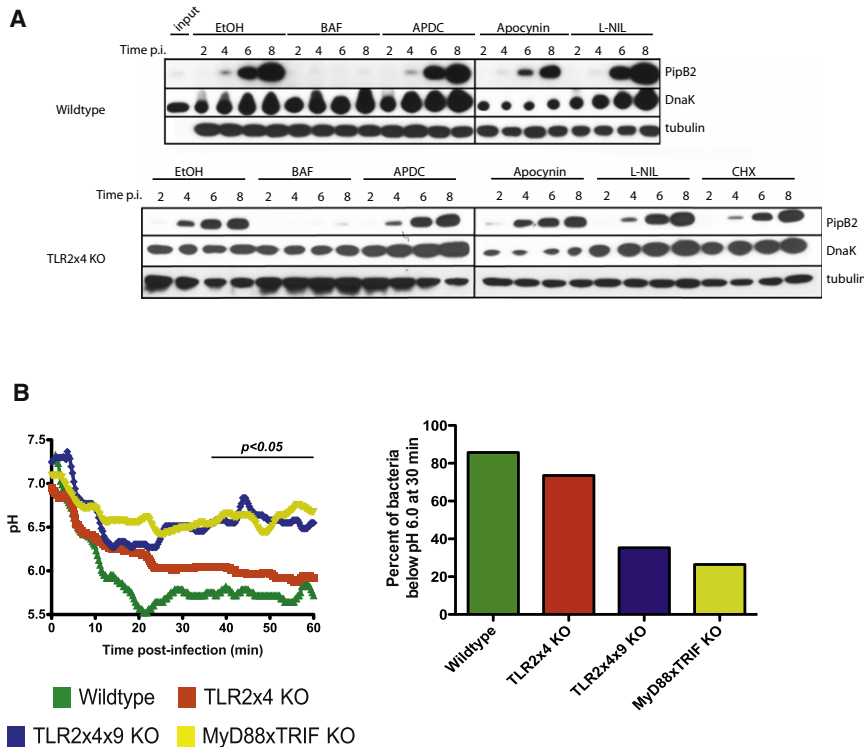 A
input EtOH BAF APDC Apocynin L-NIL
Time p.i. 2 4 6 8 2 4 6 8 2 4 6 8 2 4 6 8 2 4 6 8
PipB2
DnaK
Wildtype
tubulin
EtOH BAF APDC Apocynin L-NIL CHX
Time p.i. 2 4 6 8 2 4 6 8 2 4 6 8 2 4 6 8 2 4 6 8 2 4 6 8
PipB2
DnaK
TLR2x4 KO
tubulin
B
7.5
7.0
6.5
6.0
5.5
pH
p<0.05
0 10 20 30 40 50 60
Time post-infection (min)
Wildtype TLR2x4 KO
TLR2x4x9 KO MyD88xTRIF KO
100
80
60
40
20
0
Percent of bacteria
below pH 6.0 at 30 min
Wildtype
TLR2x4 KO
TLR2x4x9 KO
MyD88xTRIF KO